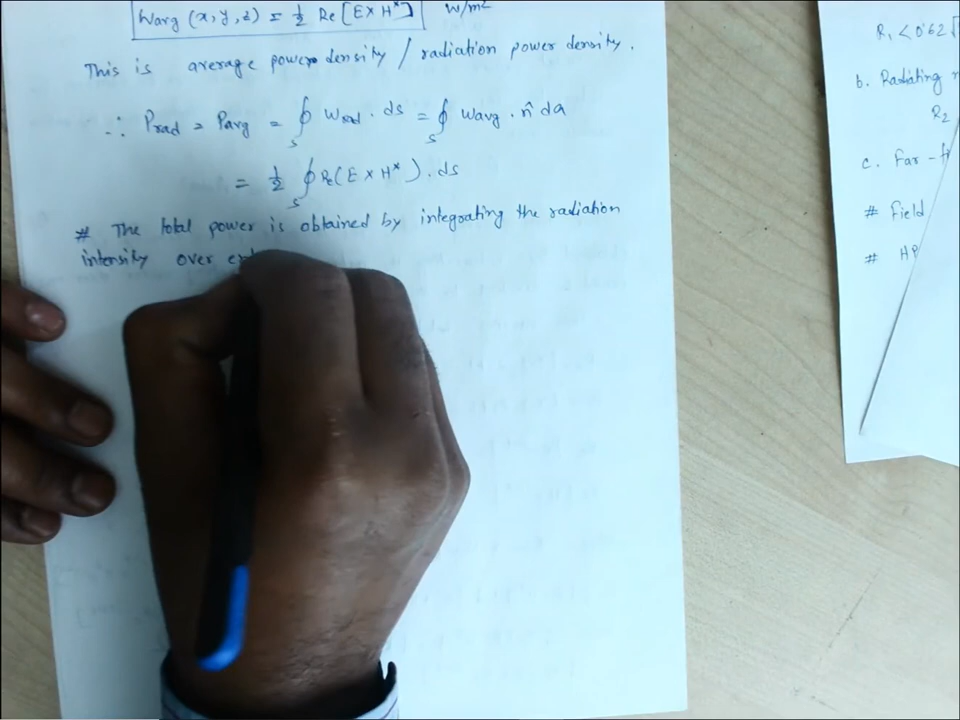 Wavg (x, y, z) = ½ Re [E × H*] W/m²
This is average power density / radiation power density.
∴ Prad = Pavg = ∮s Wrad . ds = ∮s Wavg . n̂ da
= ½ ∮s Re(E × H*) . ds
# The total power is obtained by integrating the radiation
intensity over
R₁ < 0.62√
b. Radiating
R₂
c. Far-
# Field
# HP